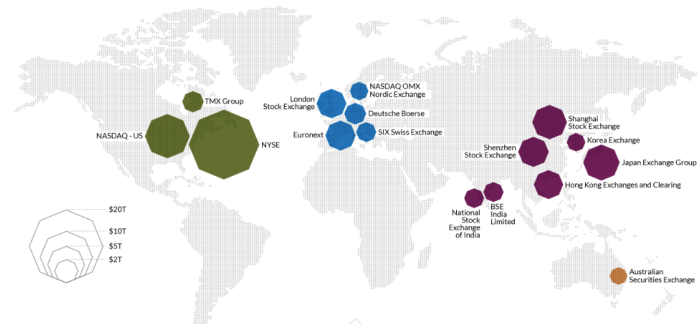 NASDAQ OMX
Nordic Exchange
London
Stock Exchange
TMX Group
Deutsche Boerse
Shanghai
Stock Exchange
NASDAQ - US
Euronext
SIX Swiss Exchange
Korea Exchange
NYSE
Shenzhen
Stock Exchange
Japan Exchange Group
Hong Kong Exchanges and Clearing
National
Stock
Exchange
of India
BSE
India
Limited
$20T
$10T
$5T
$2T
Australian
Securities Exchange